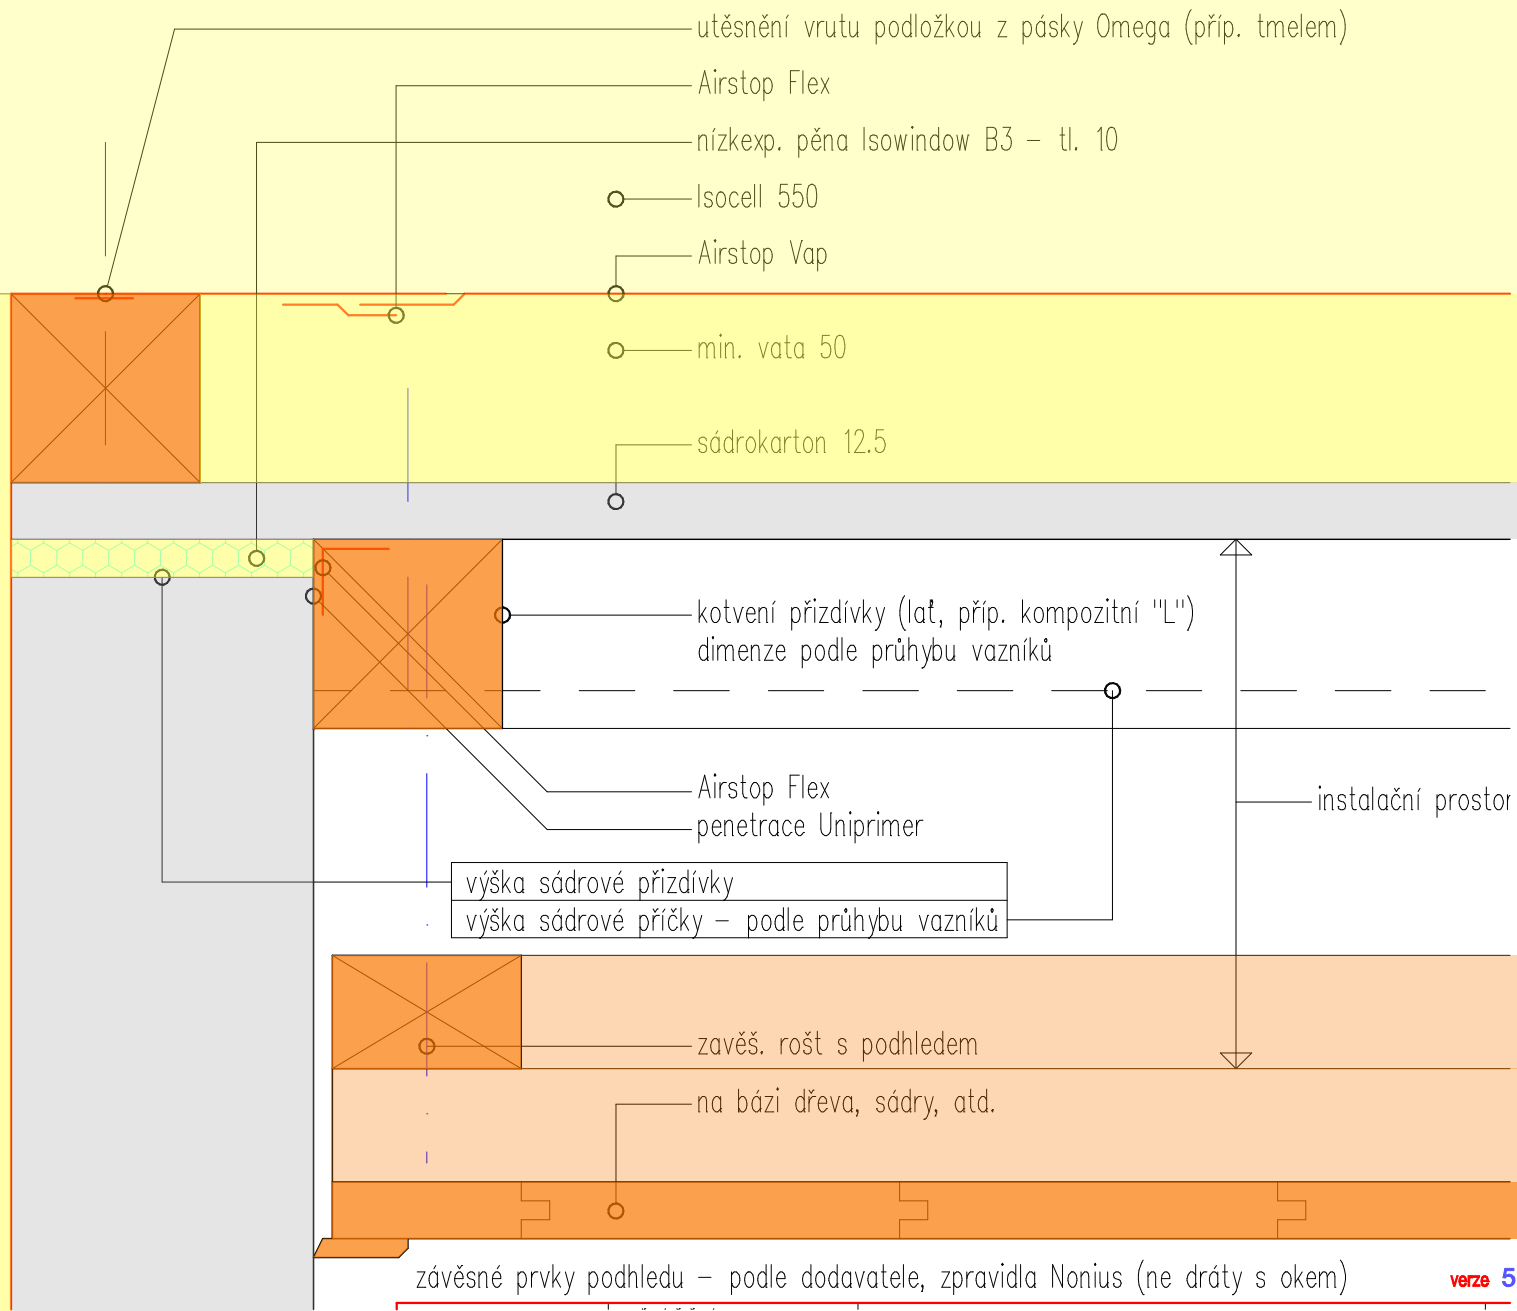 utěsnění vrutu podložkou z pásky Omega (příp. tmelem)
Airstop Flex
nízkexp. pěna Isowindow B3 – tl. 10
Isocell 550
Airstop Vap
min. vata 50
sádrokarton 12.5
kotvení přizdívky (lať, příp. kompozitní "L")
dimenze podle průhybu vazníků
Airstop Flex
instalační prostor
penetrace Uniprimer
výška sádrové přizdívky
výška sádrové příčky – podle průhybu vazníků
zavěš. rošt s podhledem
na bázi dřeva, sádry, atd.
závěsné prvky podhledu – podle dodavatele, zpravidla Nonius (ne dráty s okem)
verze 5